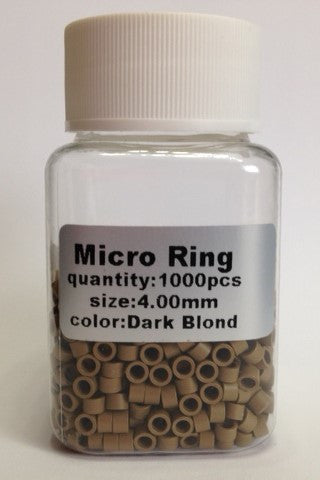 Micro Ring
quantity:1000pcs
size:4.00mm
color:Dark Blond